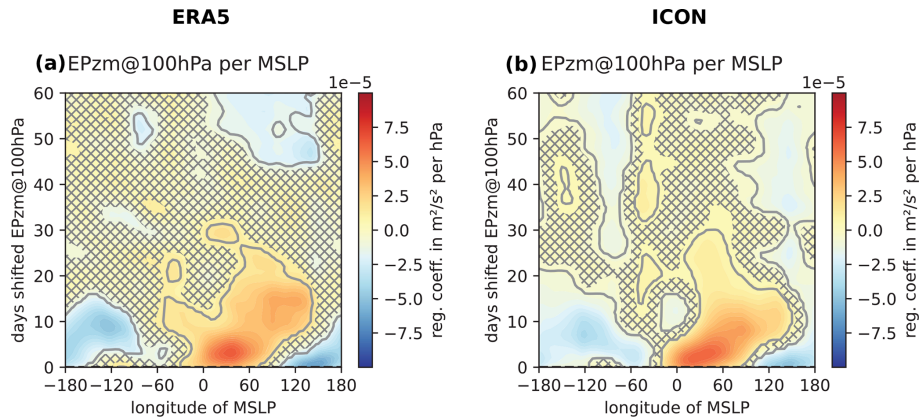 ERA5
ICON
(a) EPzm@100hPa per MSLP
1e−5
60
50
40
30
20
10
0
days shifted EPzm@100hPa
−180 −120 −60 0 60 120 180
longitude of MSLP
7.5
5.0
2.5
0.0
−2.5
−5.0
−7.5
reg. coeff. in m²/s² per hPa
(b) EPzm@100hPa per MSLP
1e−5
60
50
40
30
20
10
0
days shifted EPzm@100hPa
−180 −120 −60 0 60 120 180
longitude of MSLP
7.5
5.0
2.5
0.0
−2.5
−5.0
−7.5
reg. coeff. in m²/s² per hPa